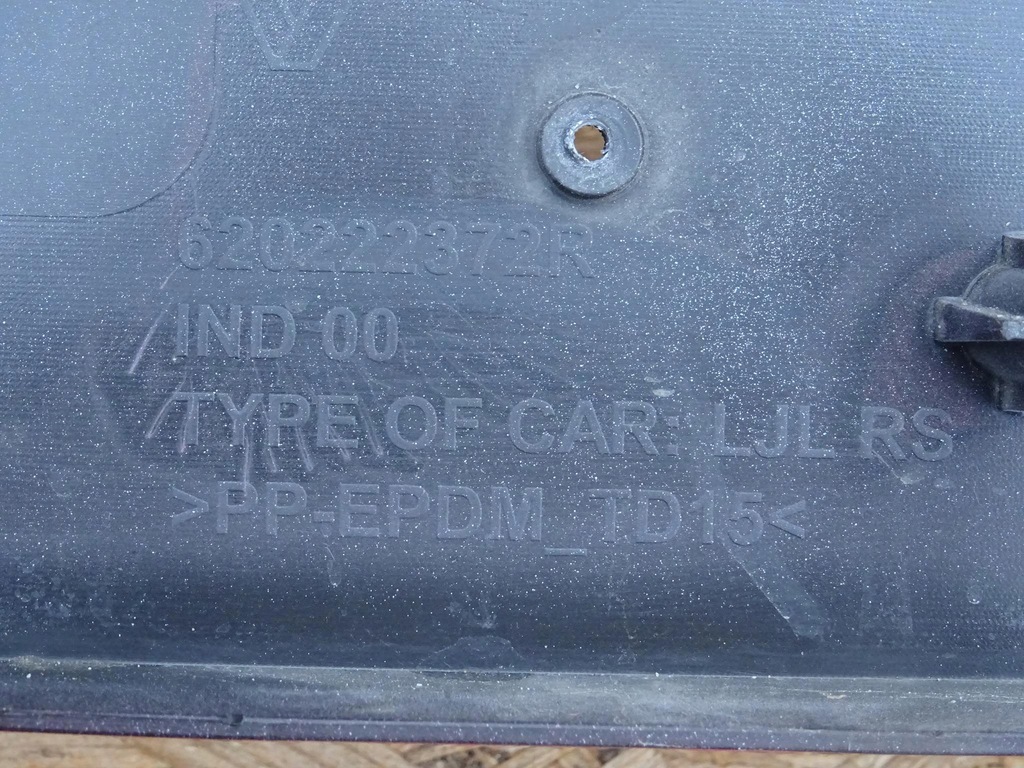 620222372R
IND 00
TYPE OF CAR: LJL RS
>PP-EPDM_TD15<